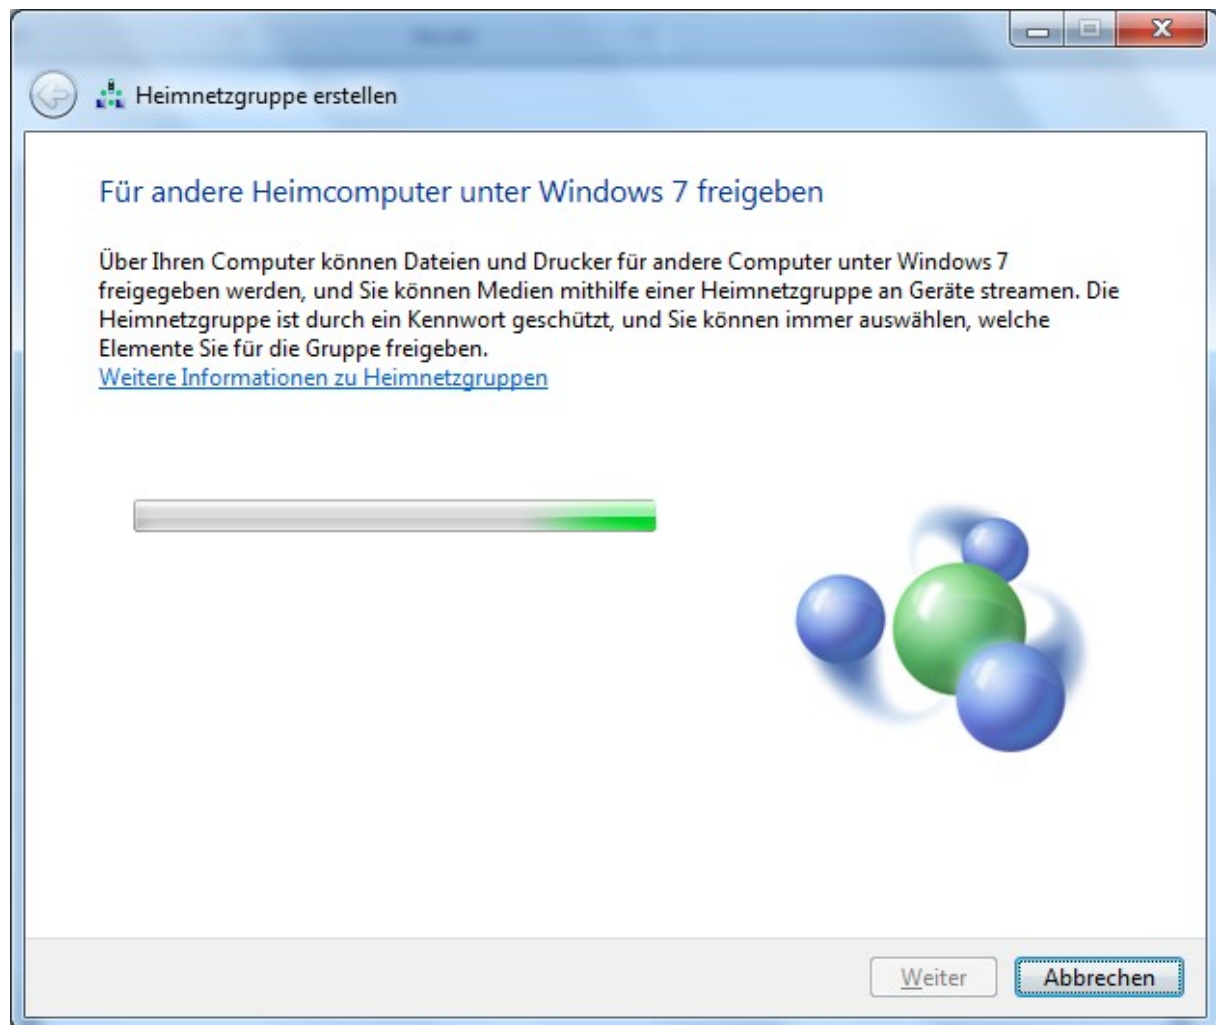 Heimnetzgruppe erstellen
Für andere Heimcomputer unter Windows 7 freigeben
Über Ihren Computer können Dateien und Drucker für andere Computer unter Windows 7
freigegeben werden, und Sie können Medien mithilfe einer Heimnetzgruppe an Geräte streamen. Die
Heimnetzgruppe ist durch ein Kennwort geschützt, und Sie können immer auswählen, welche
Elemente Sie für die Gruppe freigeben.
Weitere Informationen zu Heimnetzgruppen
Weiter
Abbrechen